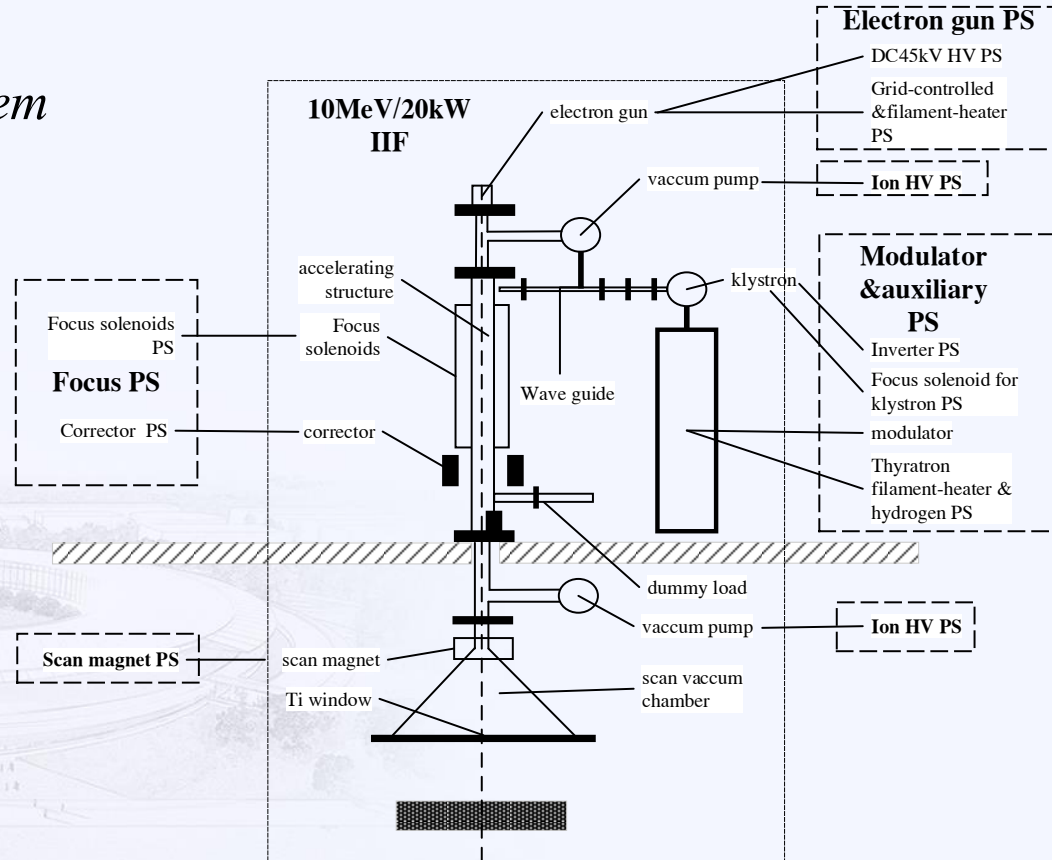 em
10MeV/20kW
IIF
Electron gun PS
DC45kV HV PS
Grid-controlled
&filament-heater
PS
electron gun
vaccum pump
Ion HV PS
accelerating
structure
klystron
Modulator
&auxiliary
PS
Inverter PS
Focus solenoid for
klystron PS
modulator
Thyratron
filament-heater &
hydrogen PS
Focus solenoids
PS
Focus PS
Corrector PS
Focus
solenoids
corrector
Wave guide
dummy load
vaccum pump
Ion HV PS
Scan magnet PS
scan magnet
Ti window
scan vaccum
chamber